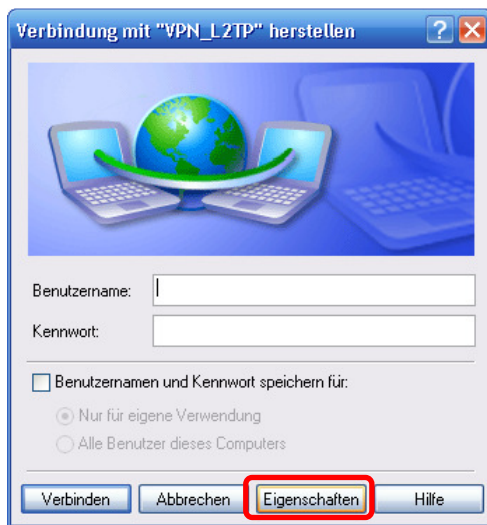 Verbindung mit "VPN_L2TP" herstellen
Benutzername:
Kennwort:
Benutzernamen und Kennwort speichern für:
Nur für eigene Verwendung
Alle Benutzer dieses Computers
Verbinden Abbrechen Eigenschaften Hilfe